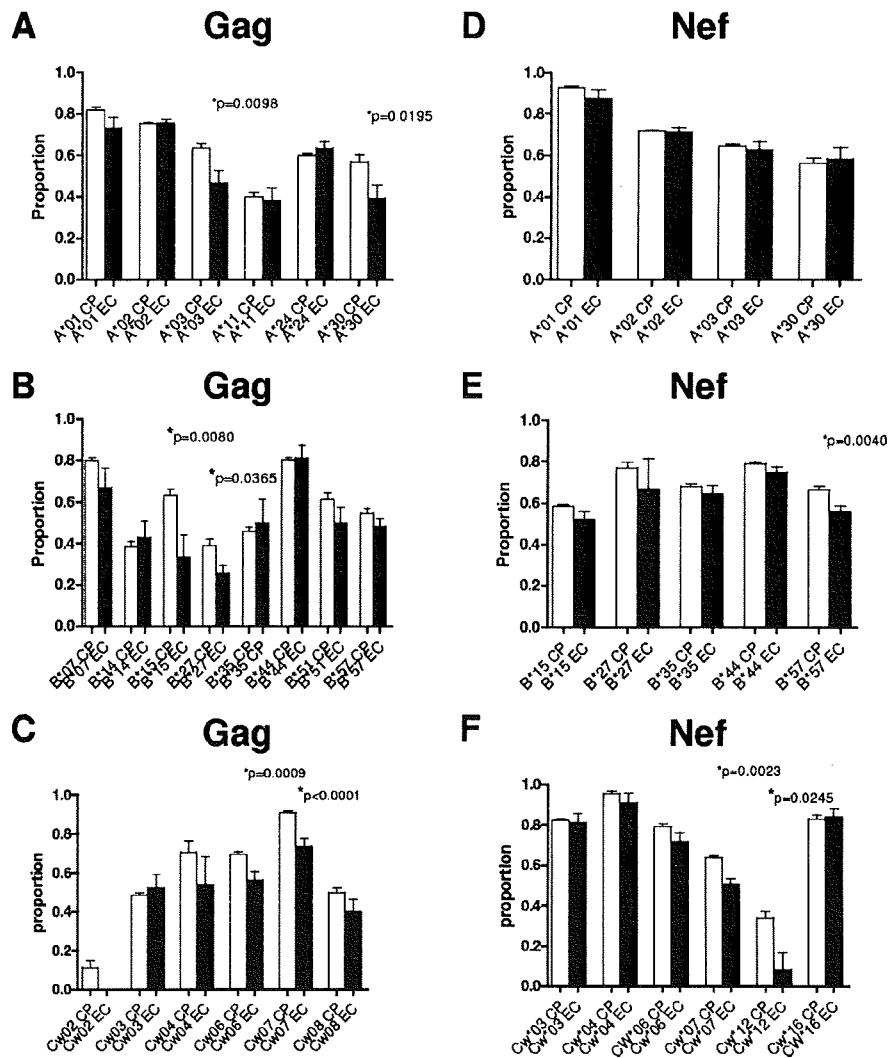 A Gag
Proportion
1.0
0.8
0.6
0.4
0.2
0.0
*p=0.0098
*p=0 0195
A*01 CP
A*01 EC
A*02 CP
A*02 EC
A*03 CP
A*03 EC
A*11 CP
A*11 EC
A*24 CP
A*24 EC
A*30 CP
A*30 EC
D Nef
proportion
1.0
0.8
0.6
0.4
0.2
0.0
A*01 CP
A*01 EC
A*02 CP
A*02 EC
A*03 CP
A*03 EC
A*30 CP
A*30 EC
B Gag
Proportion
1.0
0.8
0.6
0.4
0.2
0.0
*p=0.0080
*p=0.0365
B*07 CP
B*07 EC
B*14 CP
B*14 EC
B*15 CP
B*15 EC
B*27 CP
B*27 EC
B*35 CP
B*35 CP
B*44 CP
B*44 EC
B*51 CP
B*51 EC
B*57 CP
B*57 EC
E Nef
Proportion
1.0
0.8
0.6
0.4
0.2
0.0
*p=0.0040
B*15 CP
B*15 EC
B*27 CP
B*27 EC
B*35 CP
B*35 EC
B*44 CP
B*44 EC
B*57 CP
B*57 EC
C Gag
proportion
1.0
0.8
0.6
0.4
0.2
0.0
*p=0.0009
*p<0.0001
Cw02 CP
Cw02 EC
Cw03 CP
Cw03 EC
Cw04 CP
Cw04 EC
Cw06 CP
Cw06 EC
Cw07 CP
Cw07 EC
Cw08 CP
Cw08 EC
F Nef
proportion
1.0
0.8
0.6
0.4
0.2
0.0
*p=0.0023
*p=0.0245
Cw*03 CP
Cw*03 EC
Cw*04 CP
Cw*04 EC
CW*06 CP
Cw*06 EC
Cw*07 CP
Cw*07 EC
Cw*12 CP
Cw*12 EC
Cw*16 CP
Cw*16 EC